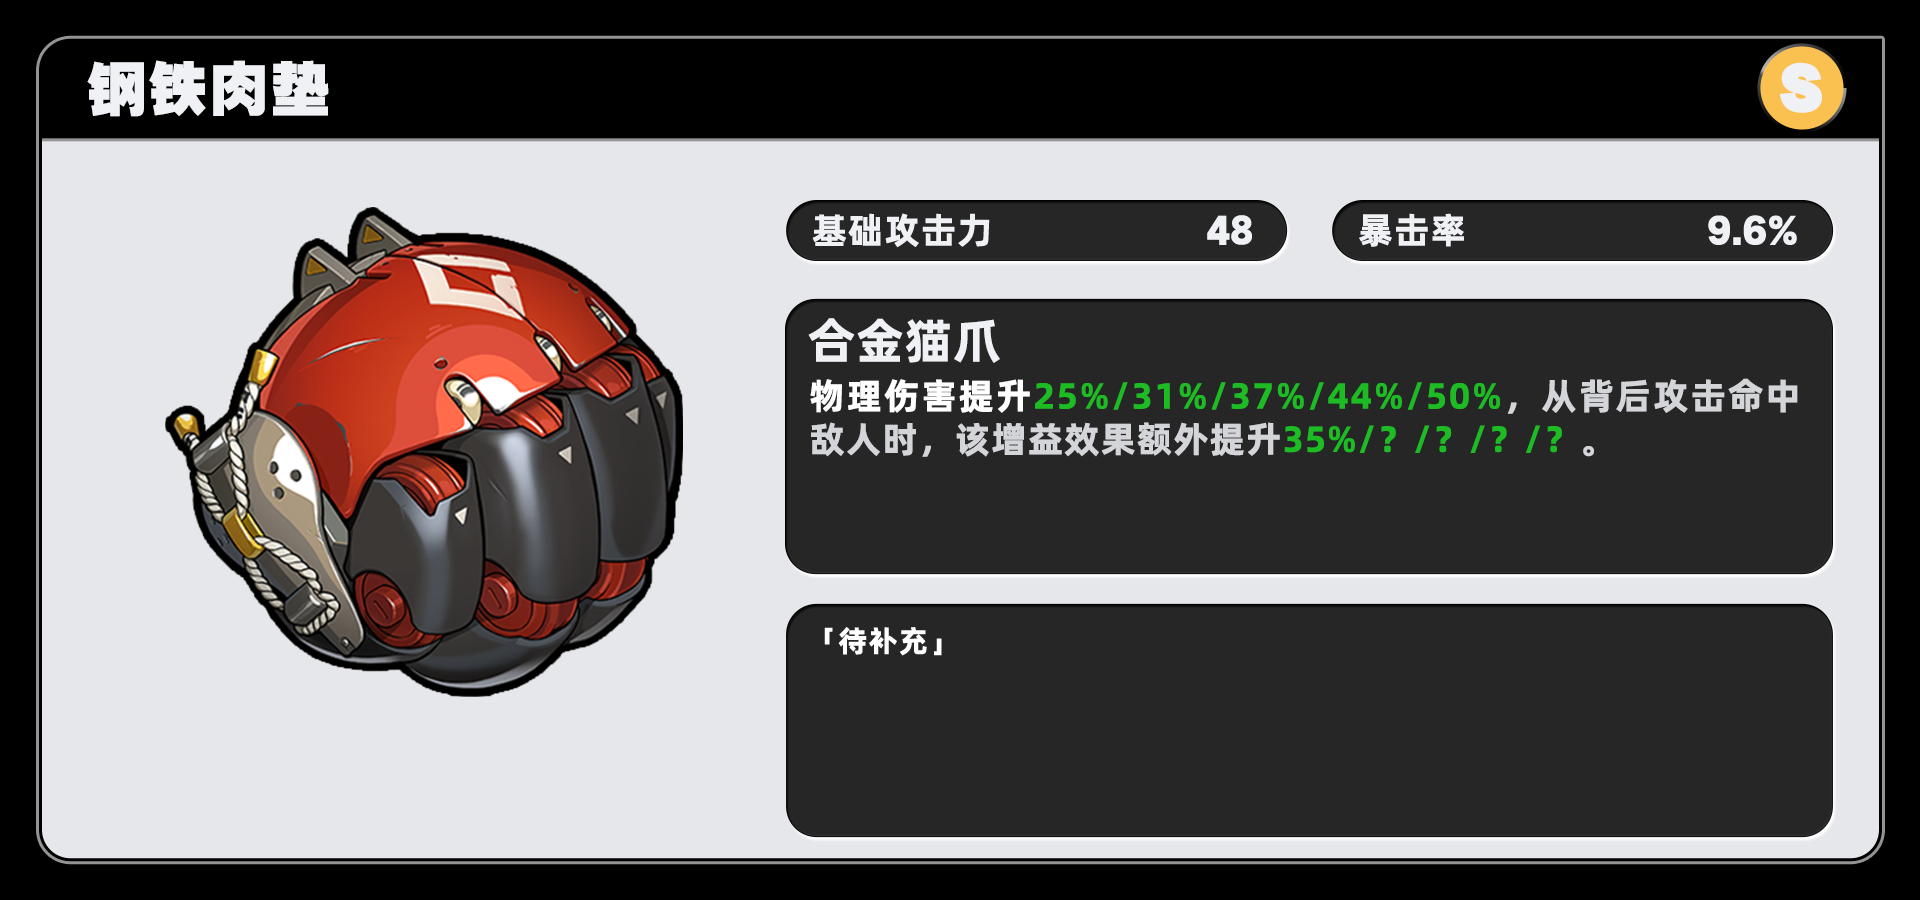 钢铁肉垫
S
基础攻击力 48
暴击率 9.6%
合金猫爪
物理伤害提升25%/31%/37%/44%/50%，从背后攻击命中
敌人时，该增益效果额外提升35%/？/？/？/？。
「待补充」